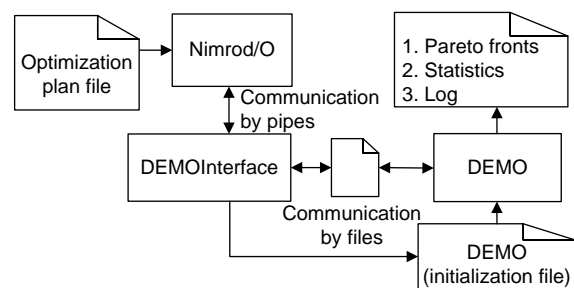 Optimization
plan file
Nimrod/O
1. Pareto fronts
2. Statistics
3. Log
Communication
by pipes
DEMOInterface
DEMO
Communication
by files
DEMO
(initialization file)